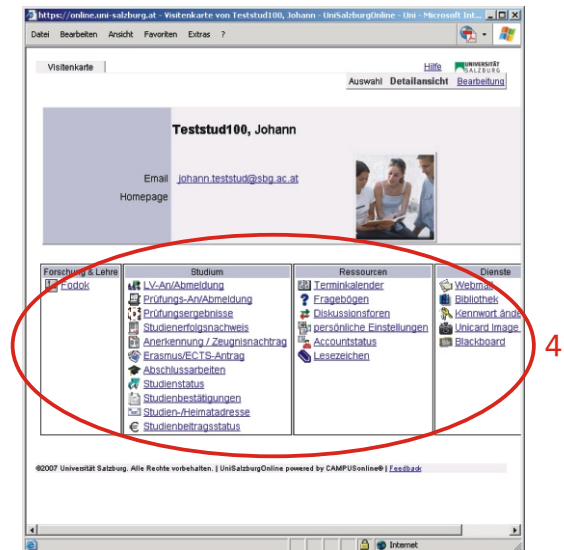 https://online.uni-salzburg.at - Visitenkarte von Teststud100, Johann - UniSalzburgOnline - Uni - Microsoft Int...
Datei Bearbeiten Ansicht Favoriten Extras ?
Visitenkarte
Hilfe
UNIVERSITÄT
SALZBURG
Auswahl Detailansicht Bearbeitung
Teststud100, Johann
Email johann.teststud@sbg.ac.at
Homepage
Forschung & Lehre
Fodok
Studium
LV-An/Abmeldung
Prüfungs-An/Abmeldung
Prüfungsergebnisse
Studienerfolgsnachweis
Anerkennung / Zeugnisnachtrag
Erasmus/ECTS-Antrag
Abschlussarbeiten
Studienstatus
Studienbestätigungen
Studien-/Heimatadresse
€ Studienbeitragsstatus
Ressourcen
Terminkalender
? Fragebögen
Diskussionsforen
persönliche Einstellungen
Accountstatus
Lesezeichen
Dienste
Webmail
Bibliothek
Kennwort ände
Unicard Image
Blackboard
4
©2007 Universität Salzburg. Alle Rechte vorbehalten. | UniSalzburgOnline powered by CAMPUSonline® | Feedback
Internet